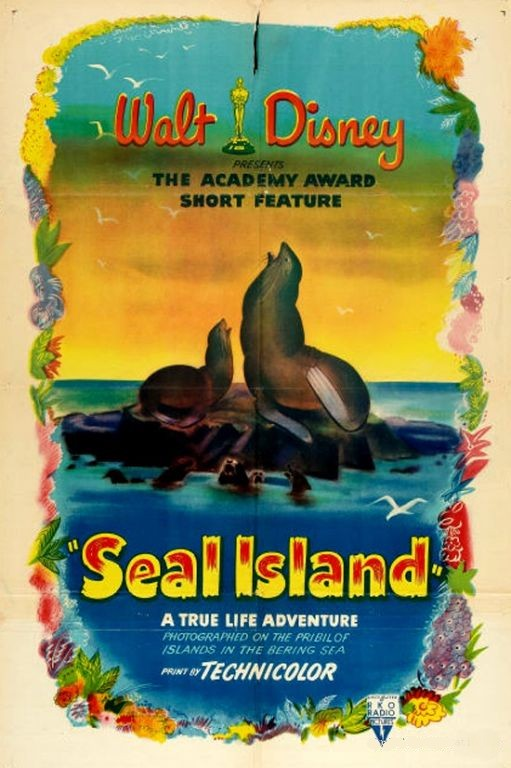 Walt Disney
PRESENTS
THE ACADEMY AWARD
SHORT FEATURE
"Seal Island"
A TRUE LIFE ADVENTURE
PHOTOGRAPHED ON THE PRIBILOF
ISLANDS IN THE BERING SEA
PRINT BY TECHNICOLOR
RKO
RADIO
PICTURES